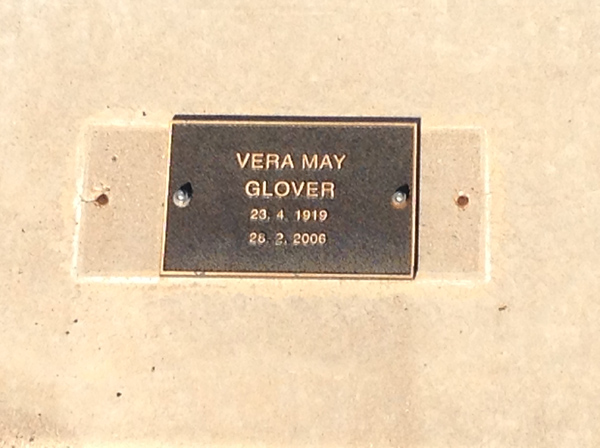 VERA MAY
GLOVER
23. 4. 1919
26. 2. 2006